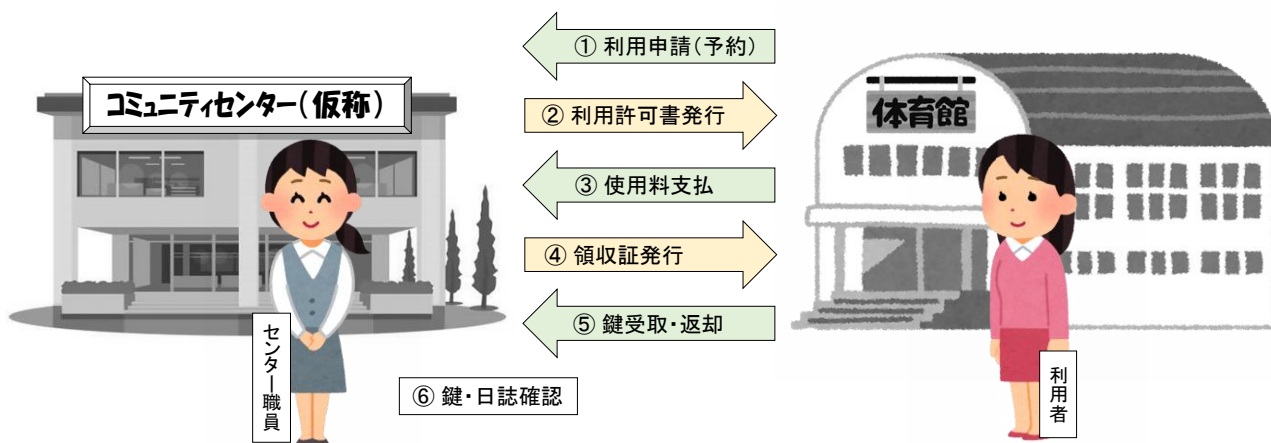 ① 利用申請(予約)
コミュニティセンター(仮称)
② 利用許可書発行
体育館
③ 使用料支払
④ 領収証発行
⑤ 鍵受取・返却
センター職員
⑥ 鍵・日誌確認
利用者